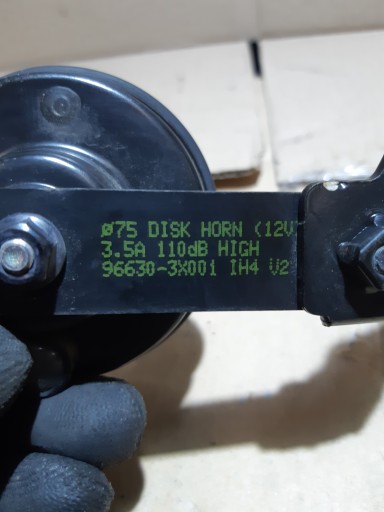 ø75 DISK HORN (12V
3.5A 110dB HIGH
96630-3X001 IH4 V2